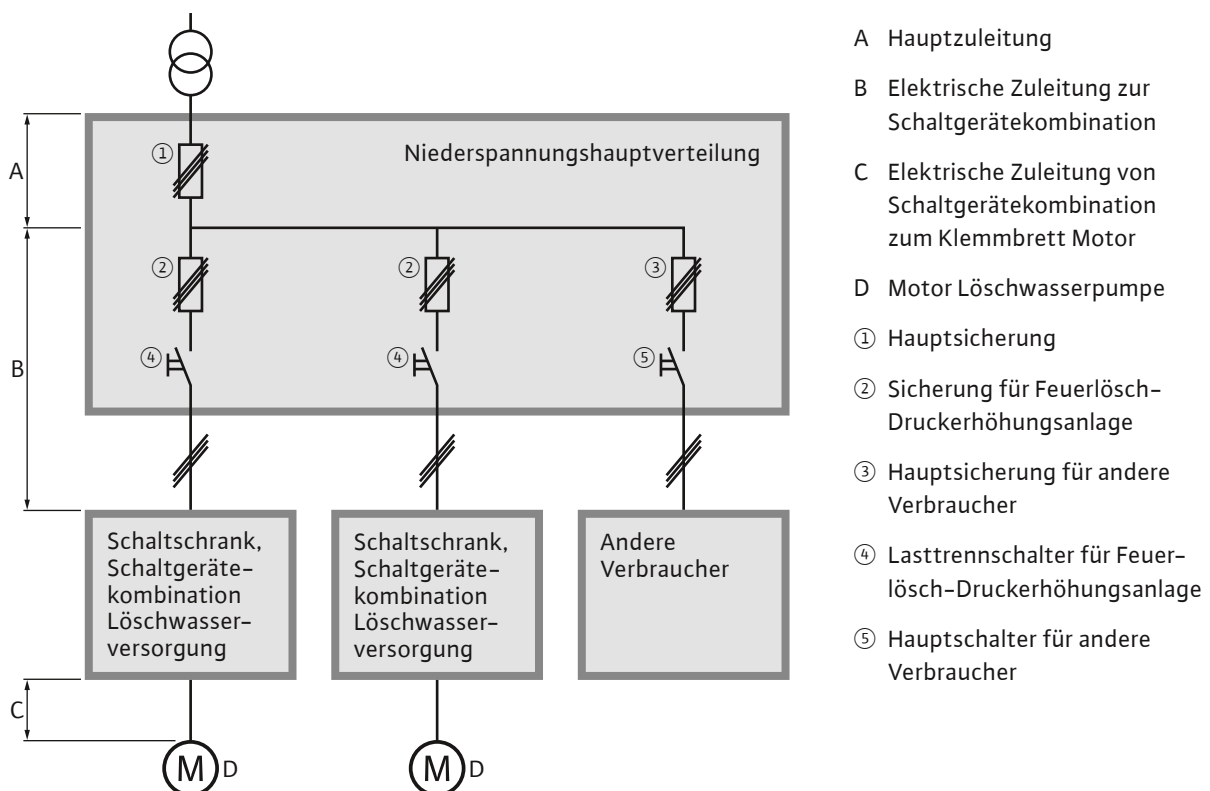 A
B
C
①
Niederspannungshauptverteilung
②
②
③
④
④
⑤
Schaltschrank,
Schaltgeräte–
kombination
Löschwasser–
versorgung
Schaltschrank,
Schaltgeräte–
kombination
Löschwasser–
versorgung
Andere
Verbraucher
M D
M D
A Hauptzuleitung
B Elektrische Zuleitung zur
Schaltgerätekombination
C Elektrische Zuleitung von
Schaltgerätekombination
zum Klemmbrett Motor
D Motor Löschwasserpumpe
① Hauptsicherung
② Sicherung für Feuerlösch–
Druckerhöhungsanlage
③ Hauptsicherung für andere
Verbraucher
④ Lasttrennschalter für Feuer–
lösch–Druckerhöhungsanlage
⑤ Hauptschalter für andere
Verbraucher